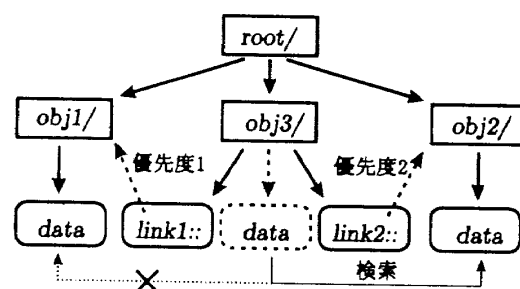 root/
obj1/
obj3/
obj2/
優先度1
優先度2
data
link1::
data
link2::
data
検索